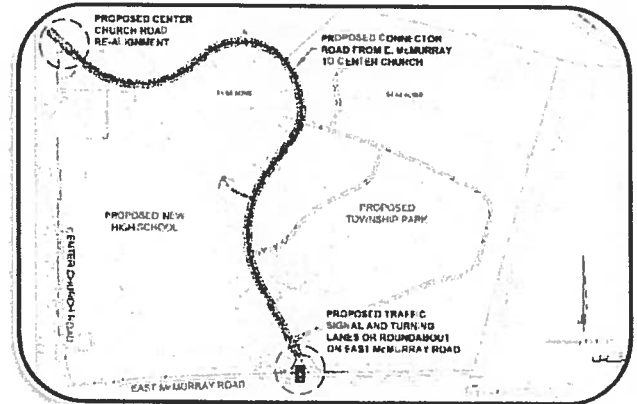 PROPOSED CENTER
CHURCH ROAD
RE-ALIGNMENT
PROPOSED CONNECTOR
ROAD FROM E. McMURRAY
TO CENTER CHURCH
PROPOSED NEW
HIGH SCHOOL
PROPOSED
TOWNSHIP PARK
CENTER CHURCH ROAD
PROPOSED TRAFFIC
SIGNAL AND TURNING
LANES OR ROUNDABOUT
ON EAST McMURRAY ROAD
EAST McMURRAY ROAD